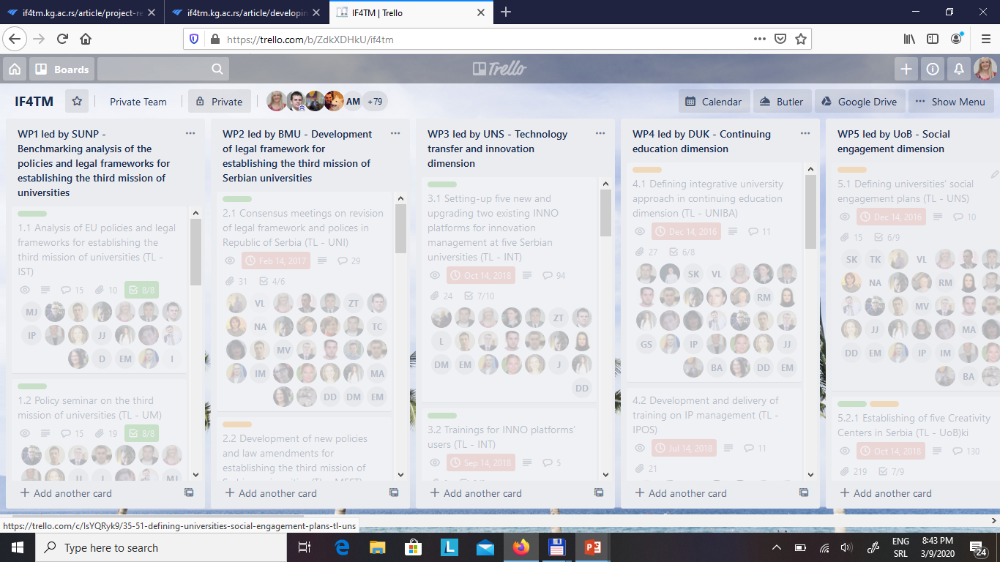 if4tm.kg.ac.rs/article/project-re
if4tm.kg.ac.rs/article/developin
IF4TM | Trello
https://trello.com/b/ZdkXDHkU/if4tm
Boards
Trello
IF4TM
Private Team
Private
AM
+79
Calendar
Butler
Google Drive
Show Menu
WP1 led by SUNP -
Benchmarking analysis of the
policies and legal frameworks for
establishing the third mission of
universities
1.1 Analysis of EU policies and legal
frameworks for establishing the
third mission of universities (TL -
IST)
15 10 8/8
MJ
IP JJ
D EM I
1.2 Policy seminar on the third
mission of universities (TL - UM)
15 19 8/8
Add another card
WP2 led by BMU - Development
of legal framework for
establishing the third mission of
Serbian universities
2.1 Consensus meetings on revision
of legal framework and polices in
Republic of Serbia (TL - UNI)
Feb 14, 2017 29
31 4/6
VL ZT
NA TC
MV
IM MA
DD DM EM
2.2 Development of new policies
and law amendments for
establishing the third mission of
Add another card
WP3 led by UNS - Technology
transfer and innovation
dimension
3.1 Setting-up five new and
upgrading two existing INNO
platforms for innovation
management at five Serbian
universities (TL - INT)
Oct 14, 2018 94
24 7/10
ZT
L
DM EM J
DD
3.2 Trainings for INNO platforms'
users (TL - INT)
Sep 14, 2018 5
Add another card
WP4 led by DUK - Continuing
education dimension
4.1 Defining integrative university
approach in continuing education
dimension (TL - UNIBA)
Dec 14, 2016 11
27 6/8
SK VL
RM
GS IP JJ
BA DD EM
4.2 Development and delivery of
training on IP management (TL -
IPOS)
Jul 14, 2018 11
21
Add another card
WP5 led by UoB - Social
engagement dimension
5.1 Defining universities' social
engagement plans (TL - UNS)
Dec 14, 2016 10
15 6/9
SK TK VL
NA RM
MV
JJ MA
DD EM IP IM
BA
5.2.1 Establishing of five Creativity
Centers in Serbia (TL - UoB)ki
Oct 14, 2018 130
219 7/9
Add another card
https://trello.com/c/lsYQRyk9/35-51-defining-universities-social-engagement-plans-tl-uns
Type here to search
ENG
SRL
8:43 PM
3/9/2020
24